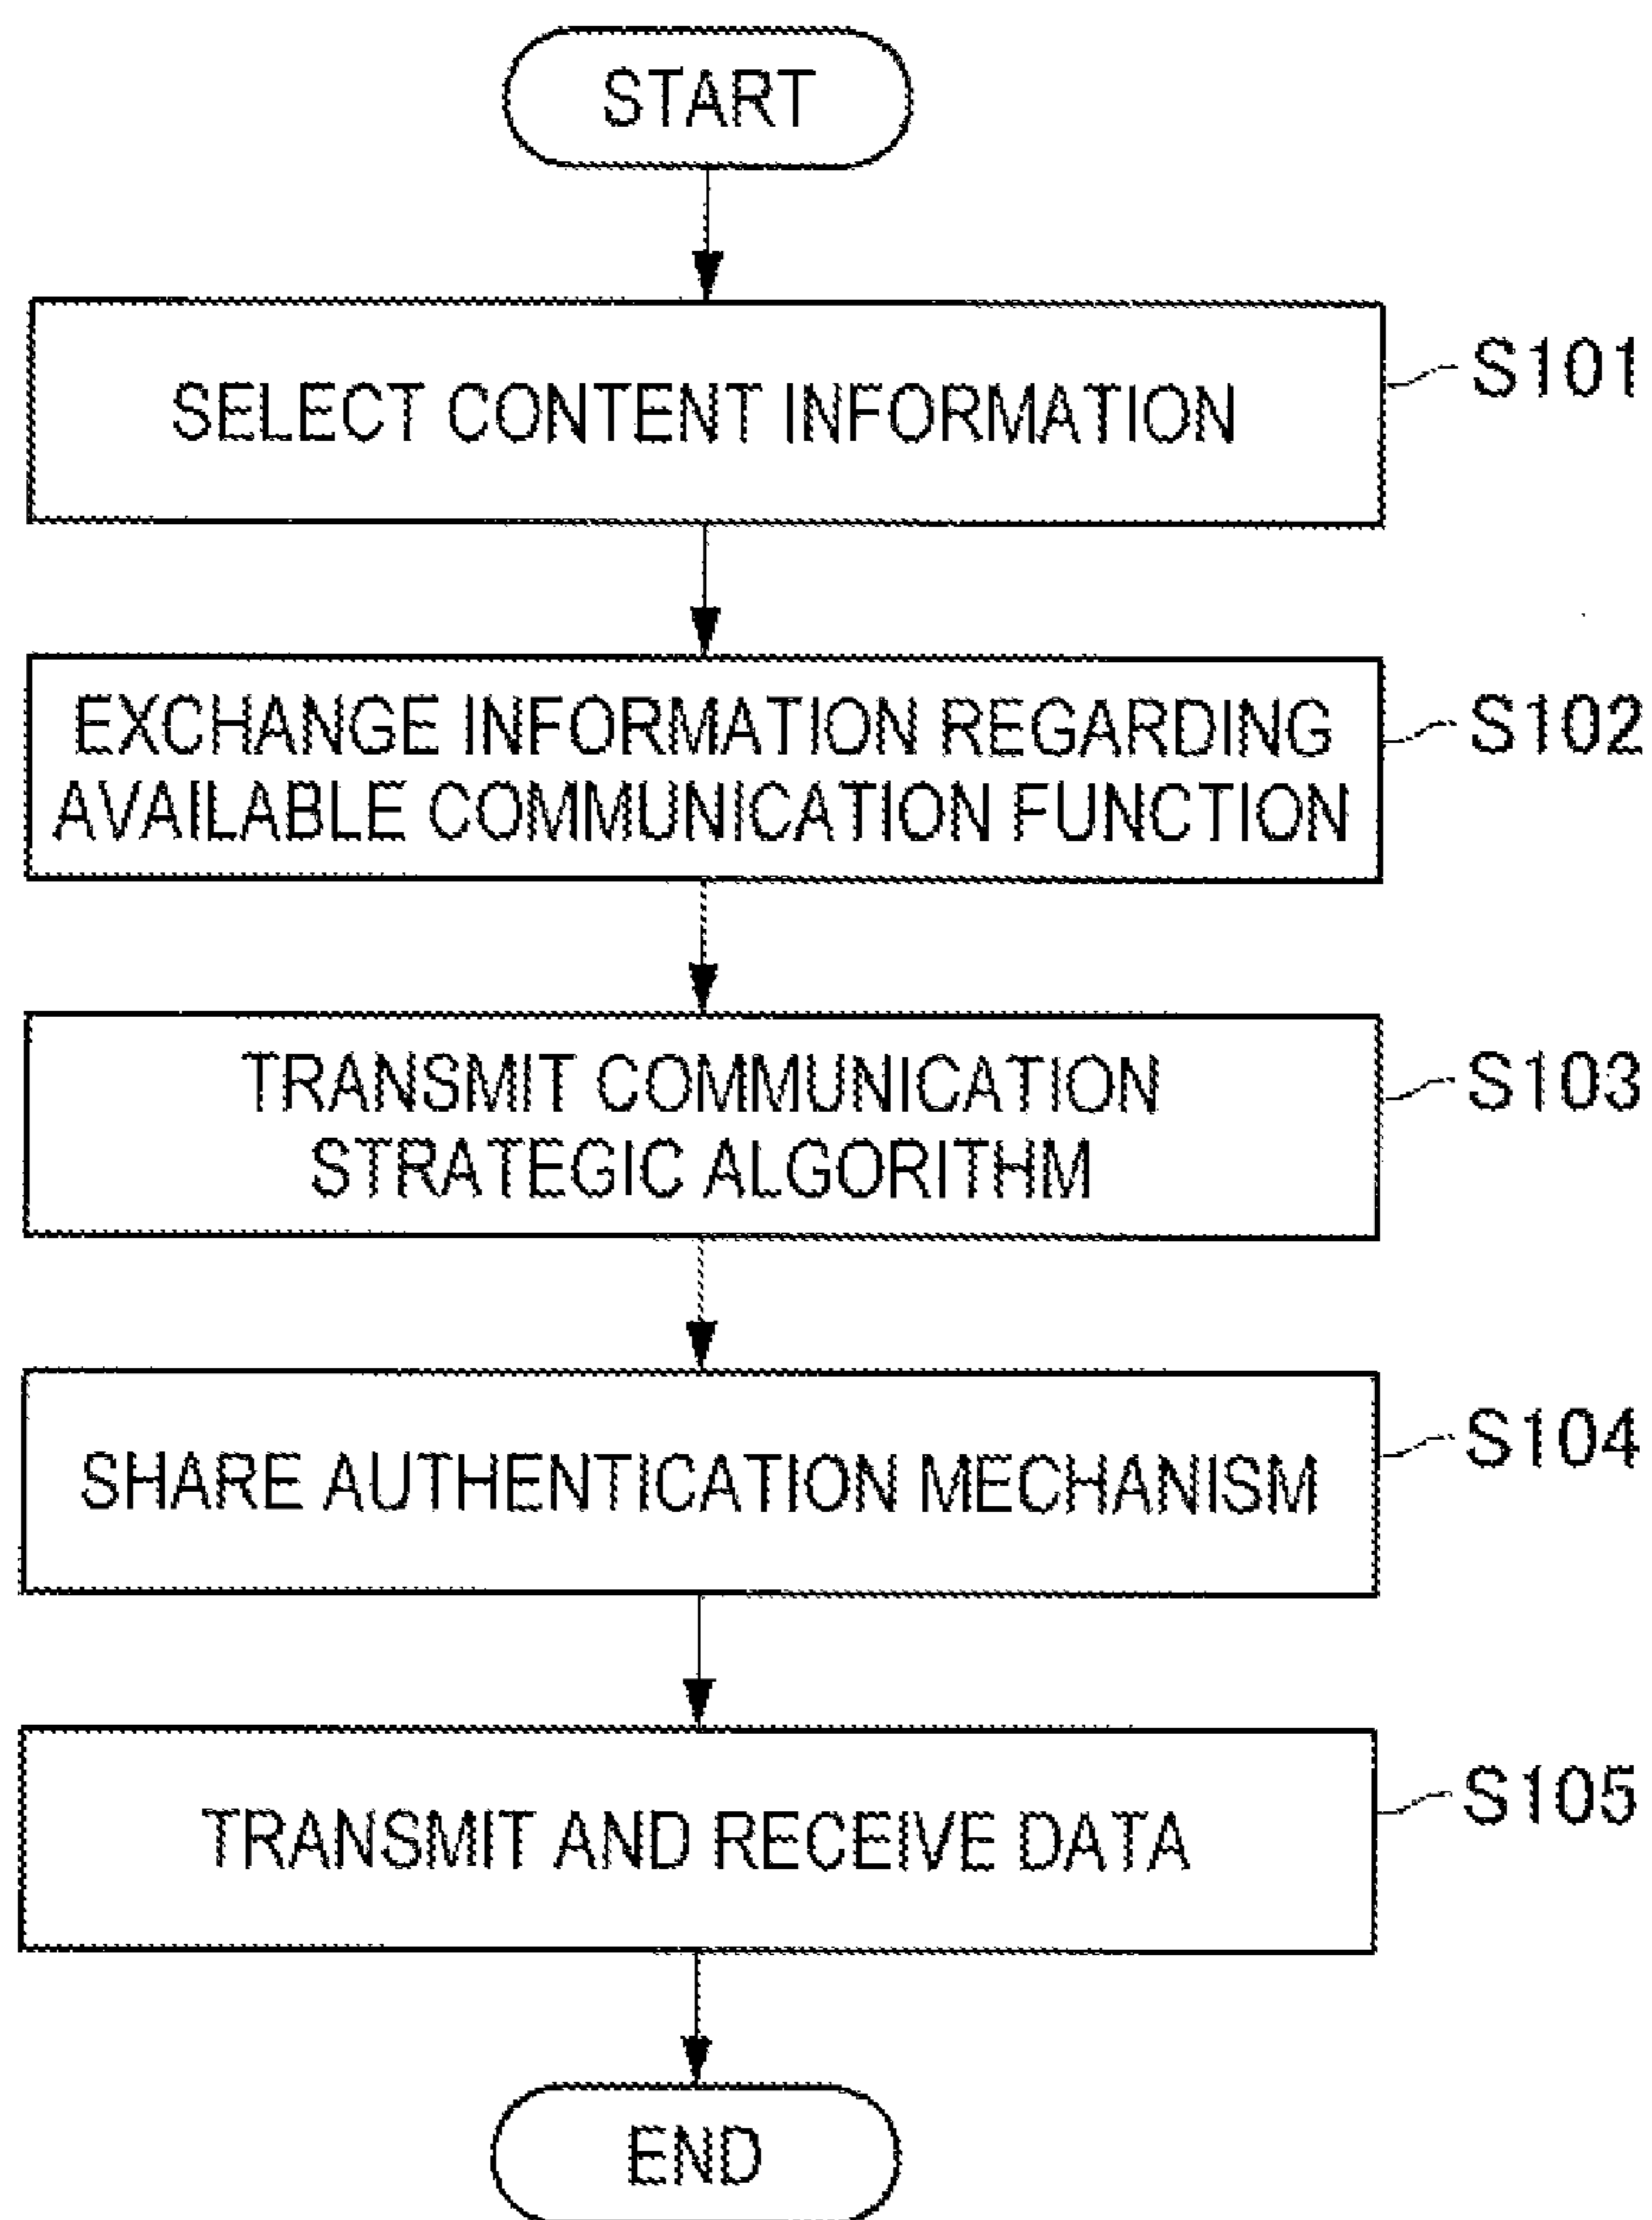 START
SELECT CONTENT INFORMATION
S101
EXCHANGE INFORMATION REGARDING
AVAILABLE COMMUNICATION FUNCTION
S102
TRANSMIT COMMUNICATION
STRATEGIC ALGORITHM
S103
SHARE AUTHENTICATION MECHANISM
S104
TRANSMIT AND RECEIVE DATA
S105
END